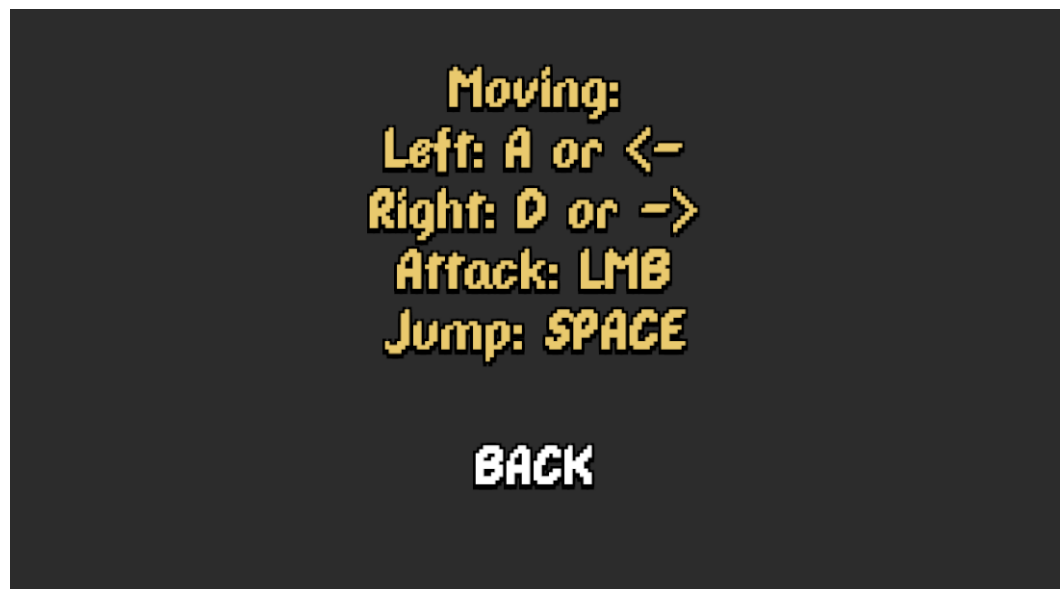 Moving:
Left: A or <-
Right: D or ->
Attack: LMB
Jump: SPACE
BACK